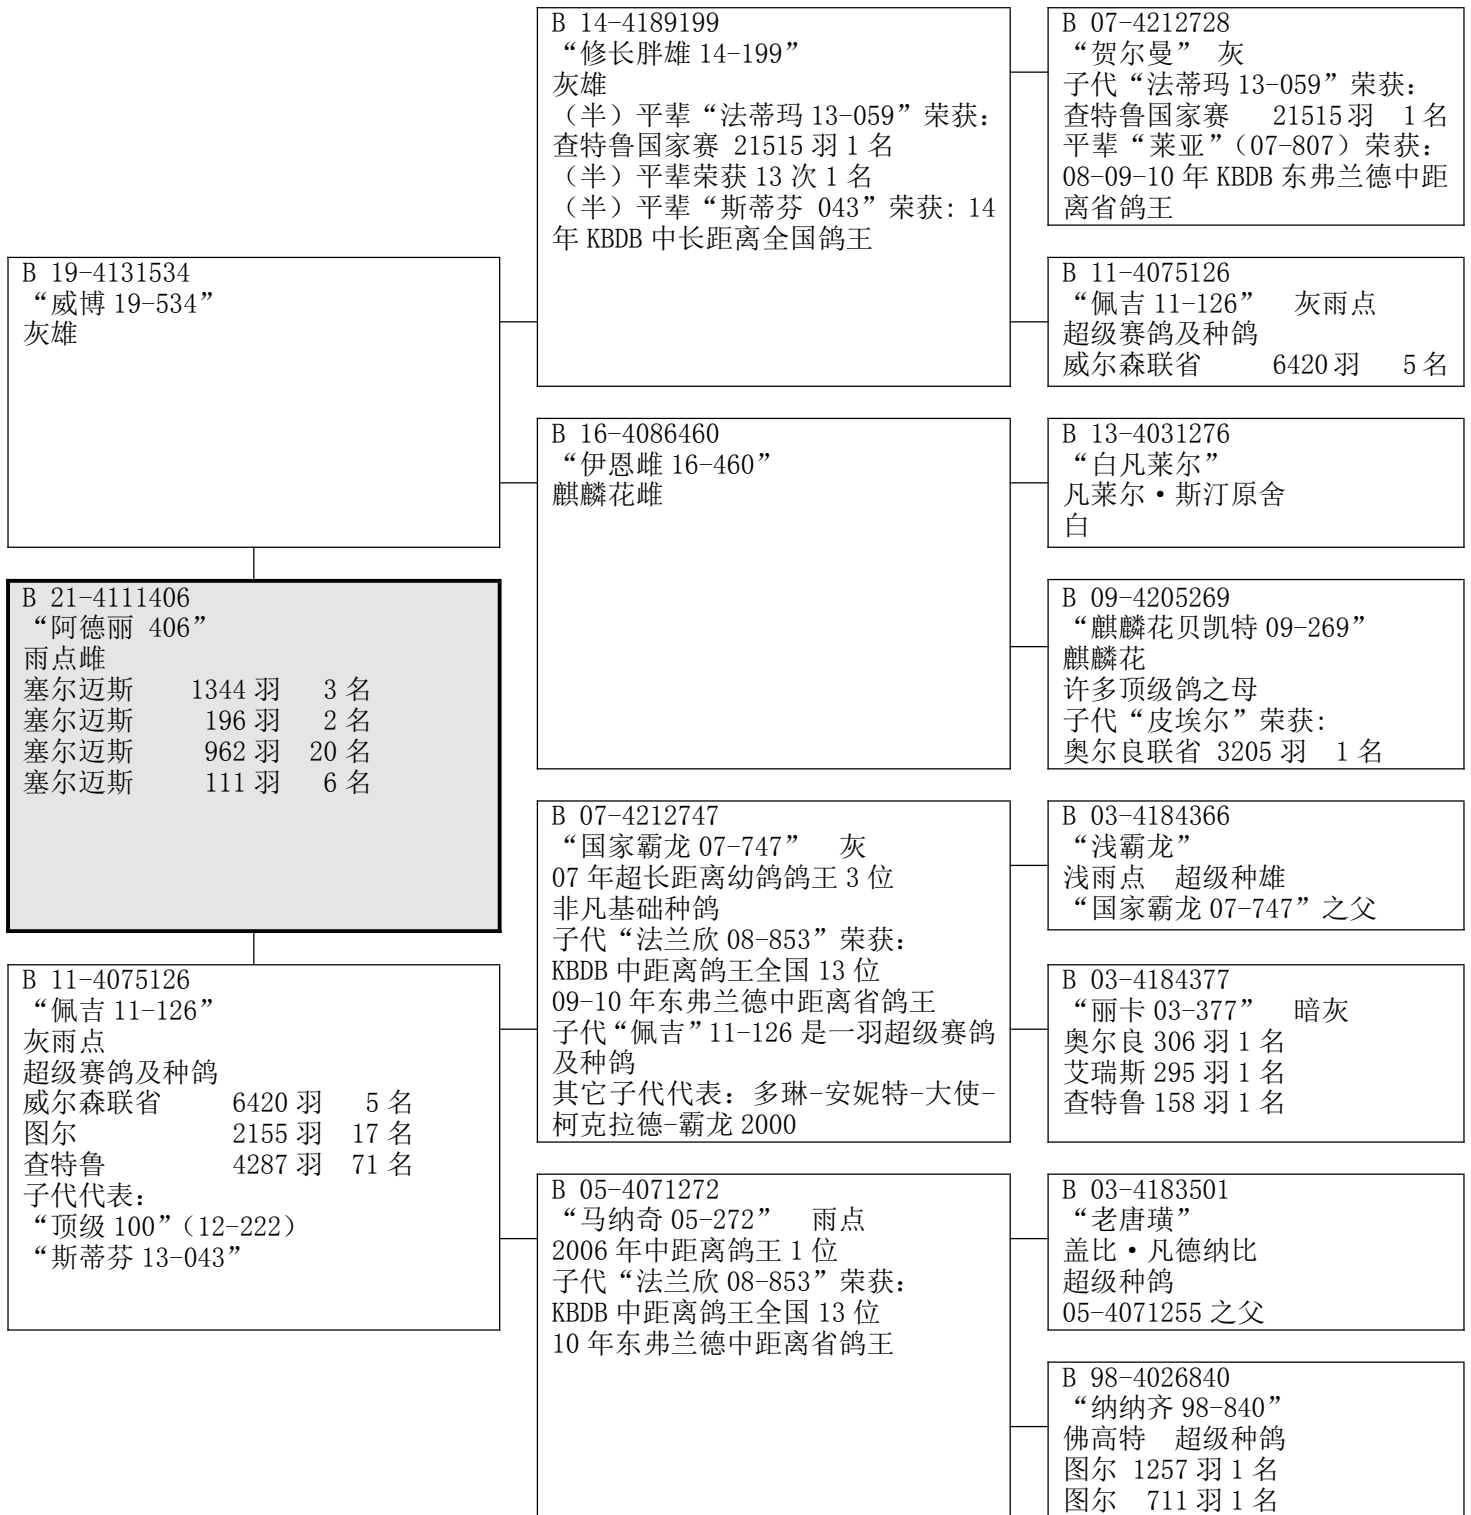 B 19-4131534
“威博 19-534”
灰雄
B 21-4111406
“阿德丽 406”
雨点雌
塞尔迈斯 1344 羽 3 名
塞尔迈斯 196 羽 2 名
塞尔迈斯 962 羽 20 名
塞尔迈斯 111 羽 6 名
B 11-4075126
“佩吉 11-126”
灰雨点
超级赛鸽及种鸽
威尔森联省 6420 羽 5 名
图尔 2155 羽 17 名
查特鲁 4287 羽 71 名
子代代表：
“顶级 100”（12-222）
“斯蒂芬 13-043”
B 14-4189199
“修长胖雄 14-199”
灰雄
（半）平辈“法蒂玛 13-059”荣获：
查特鲁国家赛 21515 羽 1 名
（半）平辈荣获 13 次 1 名
（半）平辈“斯蒂芬 043”荣获: 14
年 KBDB 中长距离全国鸽王
B 16-4086460
“伊恩雌 16-460”
麒麟花雌
B 07-4212747
“国家霸龙 07-747” 灰
07 年超长距离幼鸽鸽王 3 位
非凡基础种鸽
子代“法兰欣 08-853”荣获：
KBDB 中距离鸽王全国 13 位
09-10 年东弗兰德中距离省鸽王
子代“佩吉”11-126 是一羽超级赛鸽
及种鸽
其它子代代表：多琳-安妮特-大使-
柯克拉德-霸龙 2000
B 05-4071272
“马纳奇 05-272” 雨点
2006 年中距离鸽王 1 位
子代“法兰欣 08-853”荣获：
KBDB 中距离鸽王全国 13 位
10 年东弗兰德中距离省鸽王
B 07-4212728
“贺尔曼” 灰
子代“法蒂玛 13-059”荣获：
查特鲁国家赛 21515 羽 1 名
平辈“莱亚”（07-807）荣获：
08-09-10 年 KBDB 东弗兰德中距
离省鸽王
B 11-4075126
“佩吉 11-126” 灰雨点
超级赛鸽及种鸽
威尔森联省 6420 羽 5 名
B 13-4031276
“白凡莱尔”
凡莱尔·斯汀原舍
白
B 09-4205269
“麒麟花贝凯特 09-269”
麒麟花
许多顶级鸽之母
子代“皮埃尔”荣获:
奥尔良联省 3205 羽 1 名
B 03-4184366
“浅霸龙”
浅雨点 超级种雄
“国家霸龙 07-747”之父
B 03-4184377
“丽卡 03-377” 暗灰
奥尔良 306 羽 1 名
艾瑞斯 295 羽 1 名
查特鲁 158 羽 1 名
B 03-4183501
“老唐璜”
盖比·凡德纳比
超级种鸽
05-4071255 之父
B 98-4026840
“纳纳齐 98-840”
佛高特 超级种鸽
图尔 1257 羽 1 名
图尔 711 羽 1 名